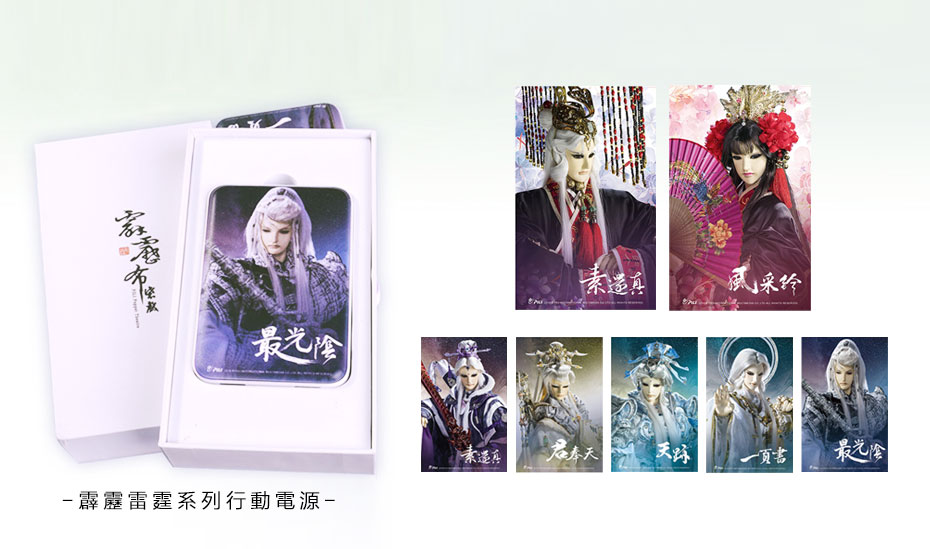 霹靂布袋戲
最光陰
素還真
風采鈴
素還真
君奉天
天跡
一頁書
最光陰
-霹靂雷霆系列行動電源-